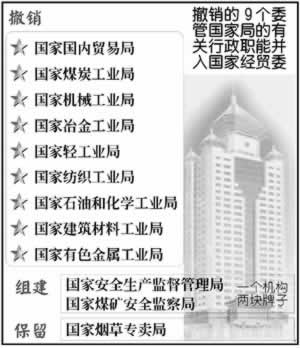 撤销
国家国内贸易局
国家煤炭工业局
国家机械工业局
国家冶金工业局
国家轻工业局
国家纺织工业局
国家石油和化学工业局
国家建筑材料工业局
国家有色金属工业局
撤销的9个委
管国家局的有
关行政职能并
入国家经贸委
组建
国家安全生产监督管理局
国家煤矿安全监察局
一个机构
两块牌子
保留
国家烟草专卖局